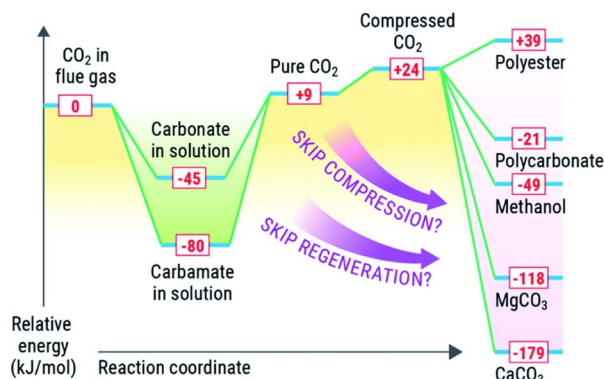 CO₂ in
flue gas
0
Carbonate
in solution
-45
-80
Carbamate
in solution
Pure CO₂
+9
Compressed
CO₂
+24
+39
Polyester
-21
Polycarbonate
-49
Methanol
-118
MgCO₃
-179
CaCO₃
SKIP COMPRESSION?
SKIP REGENERATION?
Relative
energy
(kJ/mol)
Reaction coordinate